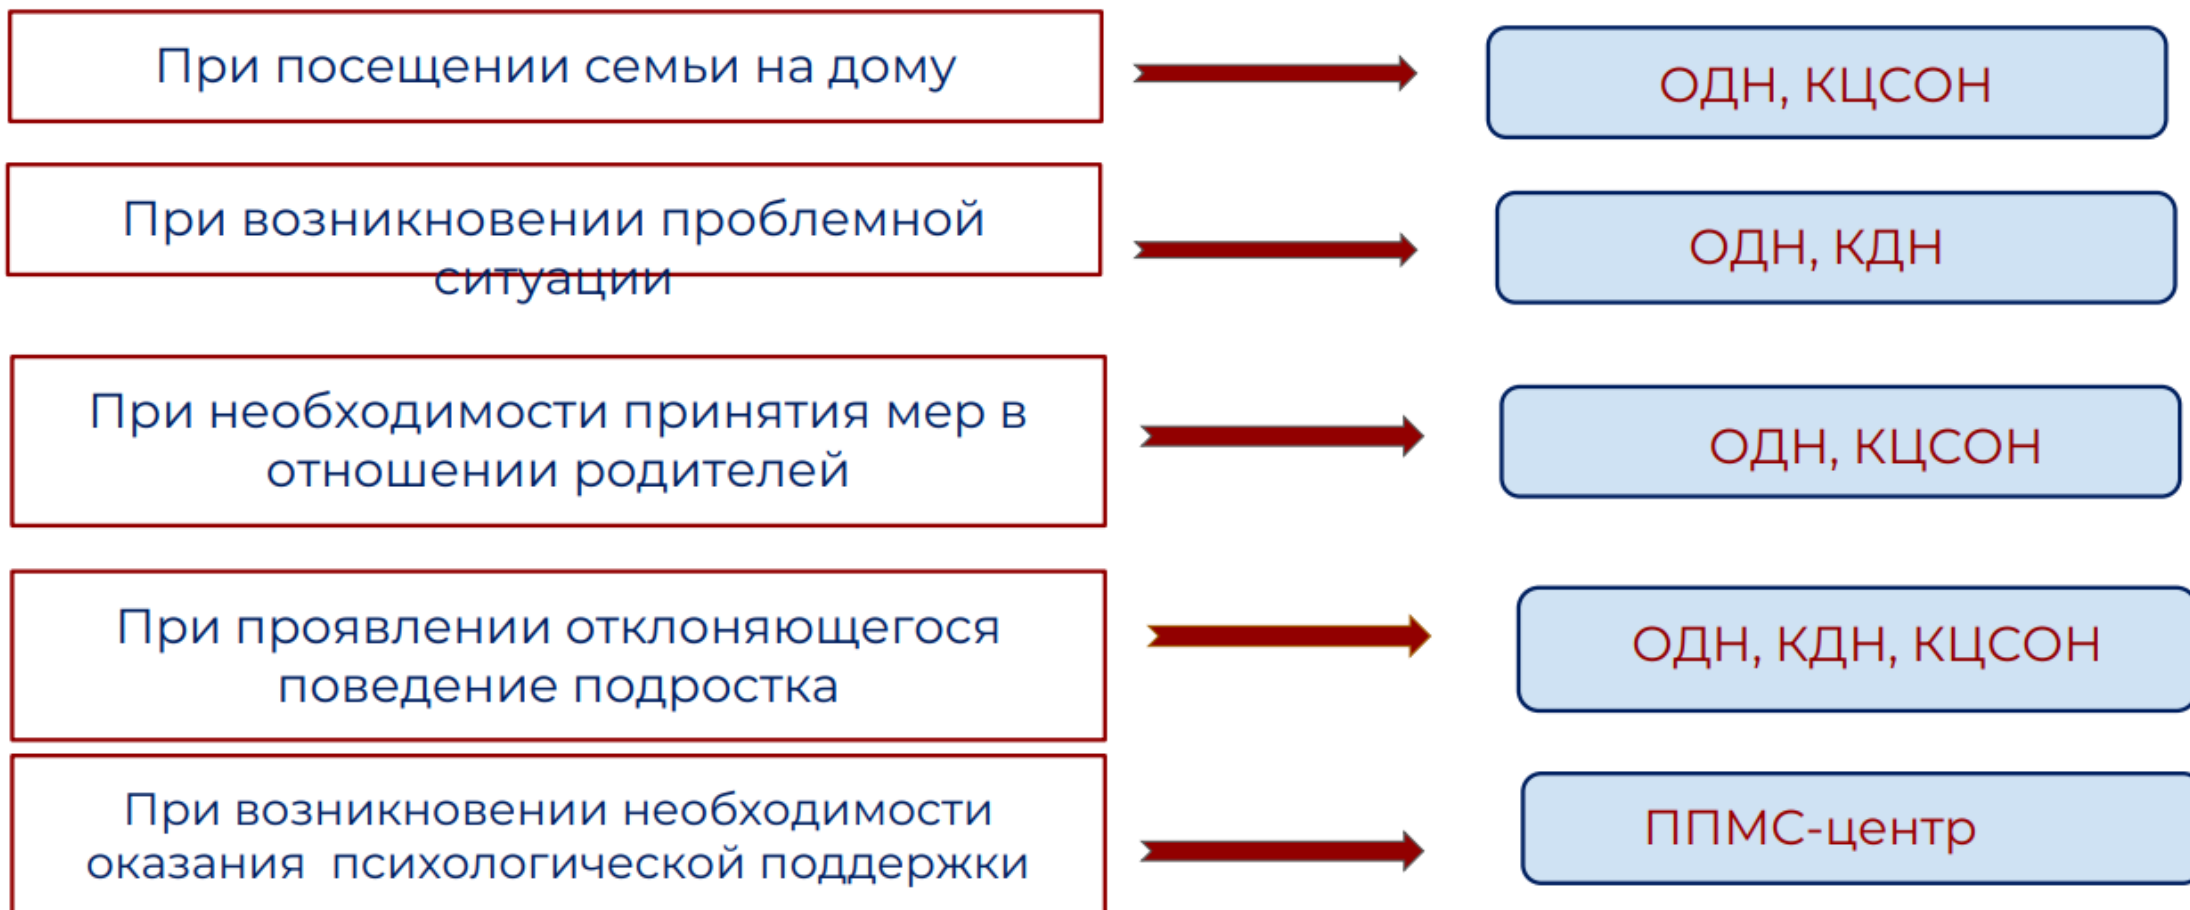 При посещении семьи на дому
ОДН, КЦСОН
При возникновении проблемной
ситуации
ОДН, КДН
При необходимости принятия мер в
отношении родителей
ОДН, КЦСОН
При проявлении отклоняющегося
поведение подростка
ОДН, КДН, КЦСОН
При возникновении необходимости
оказания психологической поддержки
ППМС-центр